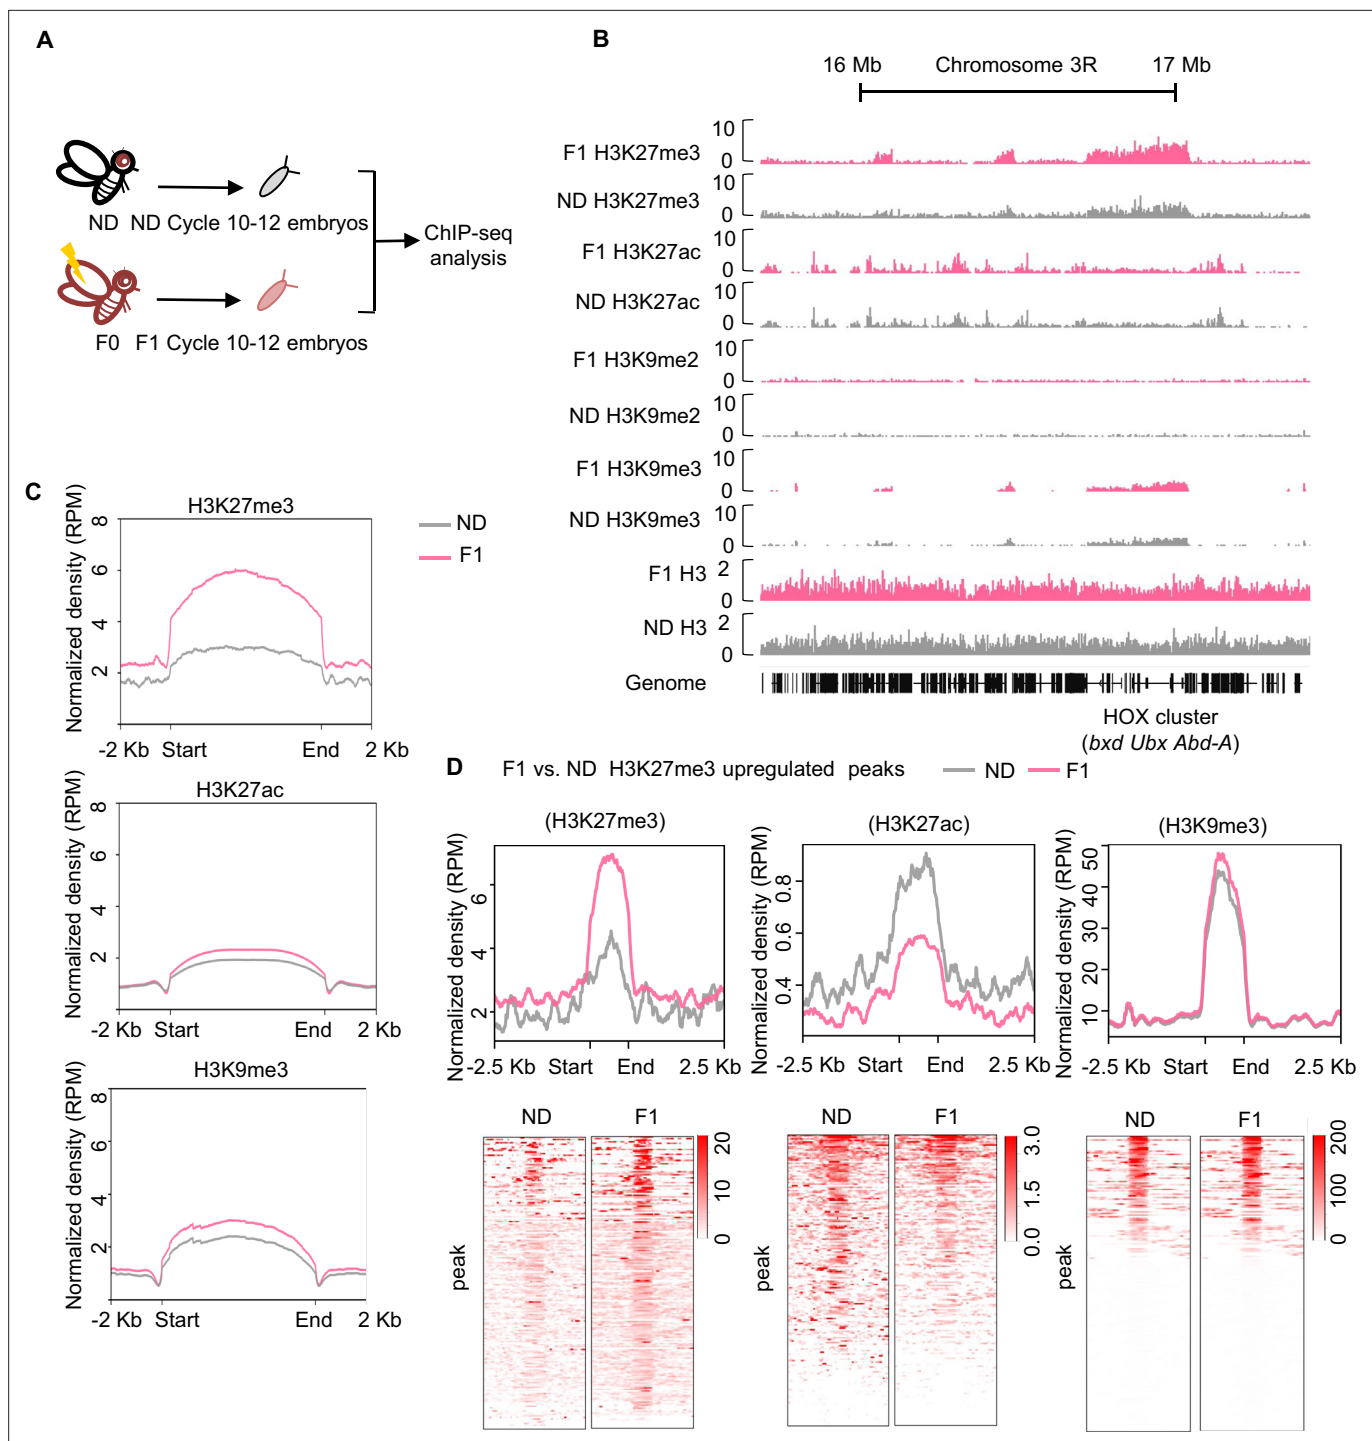 A
ND ND Cycle 10-12 embryos
F0 F1 Cycle 10-12 embryos
ChIP-seq
analysis
B
16 Mb Chromosome 3R 17 Mb
F1 H3K27me3 10 0
ND H3K27me3 10 0
F1 H3K27ac 10 0
ND H3K27ac 10 0
F1 H3K9me2 10 0
ND H3K9me2 10 0
F1 H3K9me3 10 0
ND H3K9me3 10 0
F1 H3 2 0
ND H3 2 0
Genome
HOX cluster
(bxd Ubx Abd-A)
C
ND
F1
H3K27me3
Normalized density (RPM)
8
6
4
2
-2 Kb Start End 2 Kb
H3K27ac
Normalized density (RPM)
8
6
4
2
-2 Kb Start End 2 Kb
H3K9me3
Normalized density (RPM)
8
6
4
2
-2 Kb Start End 2 Kb
D F1 vs. ND H3K27me3 upregulated peaks ND F1
(H3K27me3)
Normalized density (RPM)
6
4
2
-2.5 Kb Start End 2.5 Kb
(H3K27ac)
Normalized density (RPM)
0.8
0.6
0.4
-2.5 Kb Start End 2.5 Kb
(H3K9me3)
Normalized density (RPM)
50
40
30
20
10
-2.5 Kb Start End 2.5 Kb
ND F1
peak
20
10
0
ND F1
peak
3.0
1.5
0.0
ND F1
peak
200
100
0